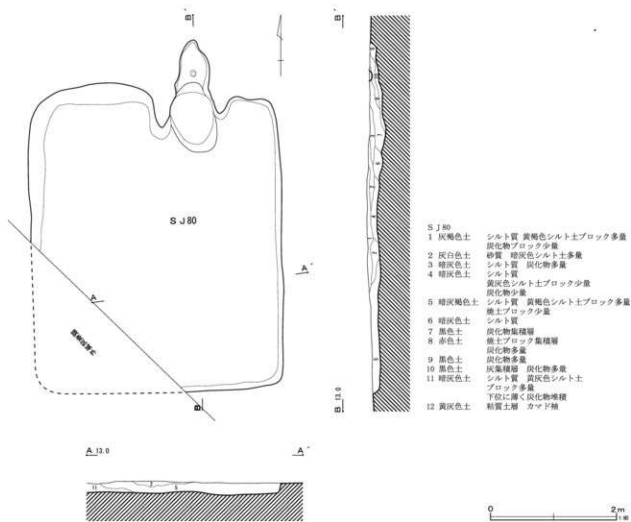 B B´
S J 80
A A´
調査区域外
B
B 13.0 B´
A 13.0 A´
S J 80
1 灰褐色土 シルト質 黄褐色シルト土ブロック多量
炭化物ブロック少量
2 灰白色土 砂質 暗灰色シルト土多量
3 暗灰色土 シルト質 炭化物多量
4 暗灰色土 シルト質
黄灰色シルト土ブロック少量
炭化物少量
5 暗灰褐色土 シルト質 黄褐色シルト土ブロック多量
焼土ブロック少量
6 暗灰色土 シルト質
7 黒色土 炭化物集積層
8 赤色土 焼土ブロック集積層
炭化物多量
9 黒色土 炭化物多量
10 黒色土 灰集積層 炭化物多量
11 暗灰色土 シルト質 黄灰色シルト土
ブロック多量
下位に薄く炭化物堆積
12 黄灰色土 粘質土層 カマド袖
11 3 5
0 2m
1:60